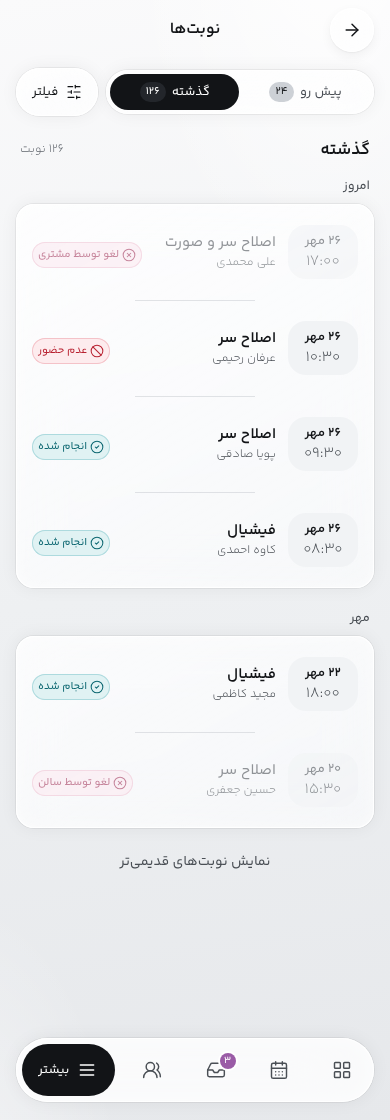 نوبت‌ها
پیش رو ۲۴
گذشته ۱۲۶
فیلتر
گذشته
۱۲۶ نوبت
امروز
۲۶ مهر
۱۷:۰۰
اصلاح سر و صورت
علی محمدی
لغو توسط مشتری
۲۶ مهر
۱۰:۳۰
اصلاح سر
عرفان رحیمی
عدم حضور
۲۶ مهر
۰۹:۳۰
اصلاح سر
پویا صادقی
انجام شده
۲۶ مهر
۰۸:۳۰
فیشیال
کاوه احمدی
انجام شده
مهر
۲۲ مهر
۱۸:۰۰
فیشیال
مجید کاظمی
انجام شده
۲۰ مهر
۱۵:۳۰
اصلاح سر
حسین جعفری
لغو توسط سالن
نمایش نوبت‌های قدیمی‌تر
۳
بیشتر